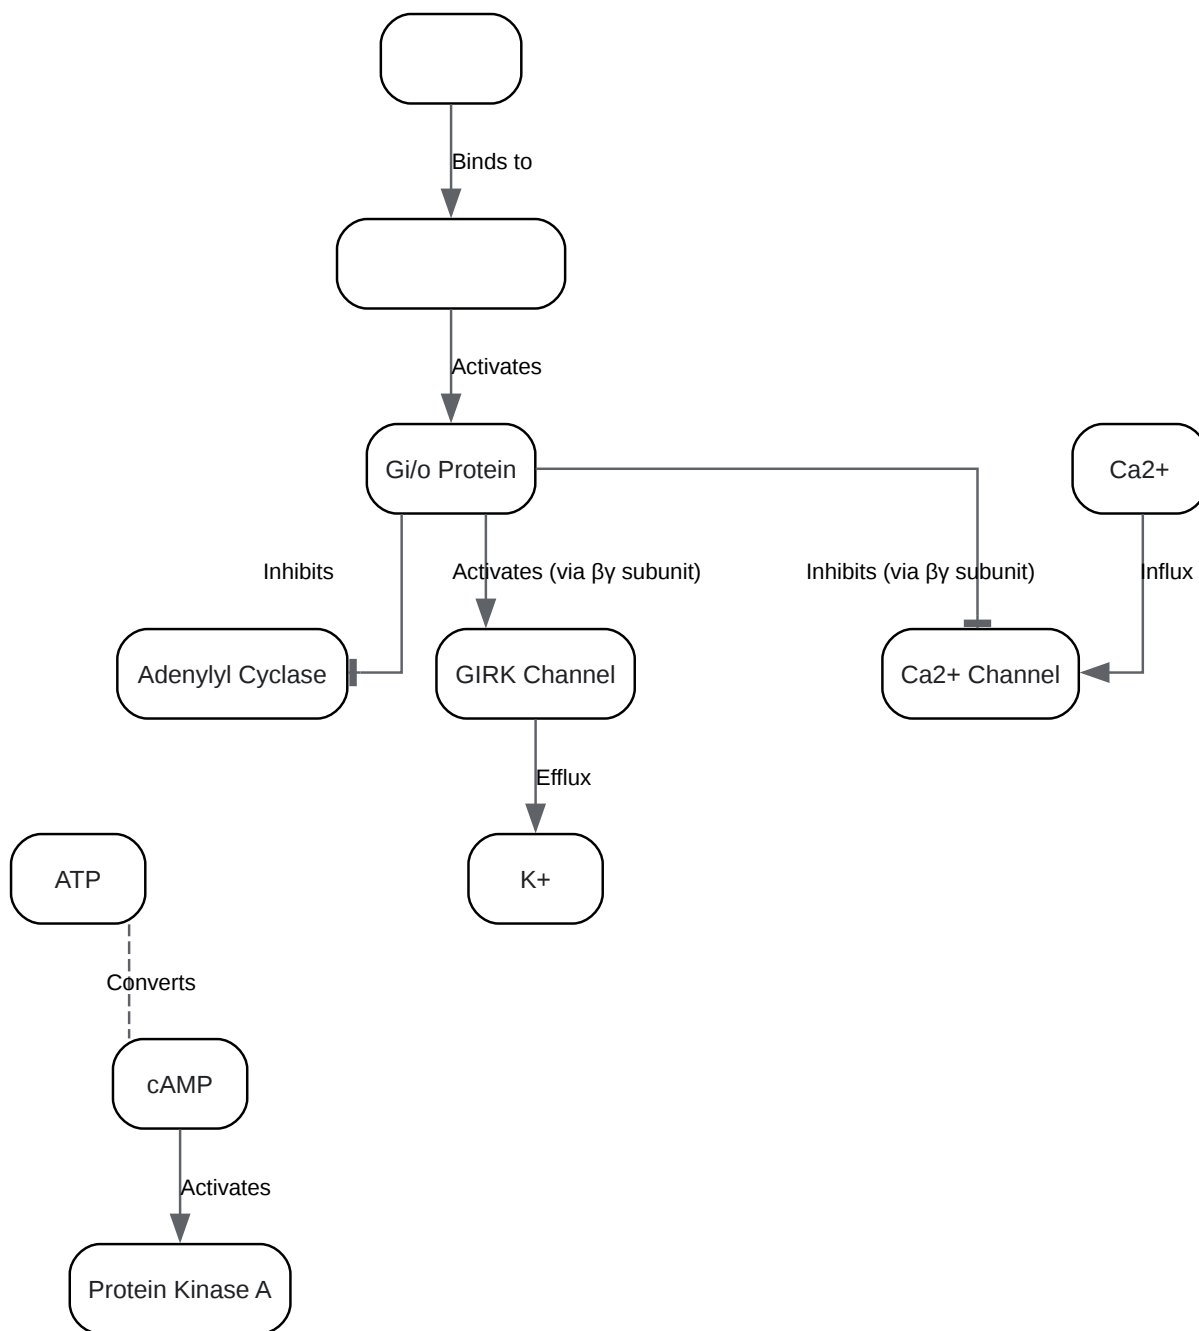 Binds to
Activates
Gi/o Protein
Ca2+
Inhibits
Activates (via βγ subunit)
Inhibits (via βγ subunit)
Influx
Adenylyl Cyclase
GIRK Channel
Ca2+ Channel
Efflux
ATP
K+
Converts
cAMP
Activates
Protein Kinase A